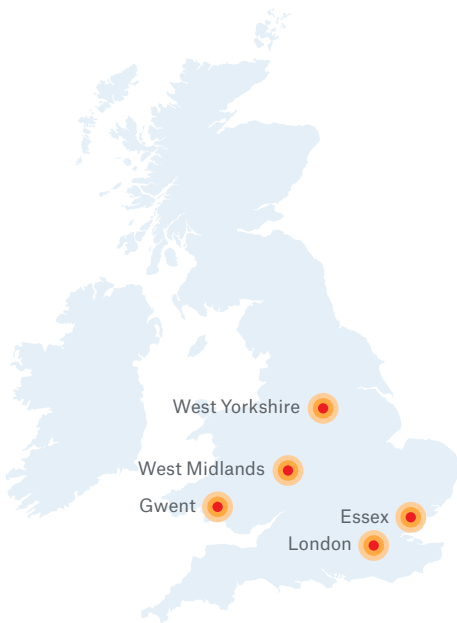 West Yorkshire
West Midlands
Gwent
Essex
London